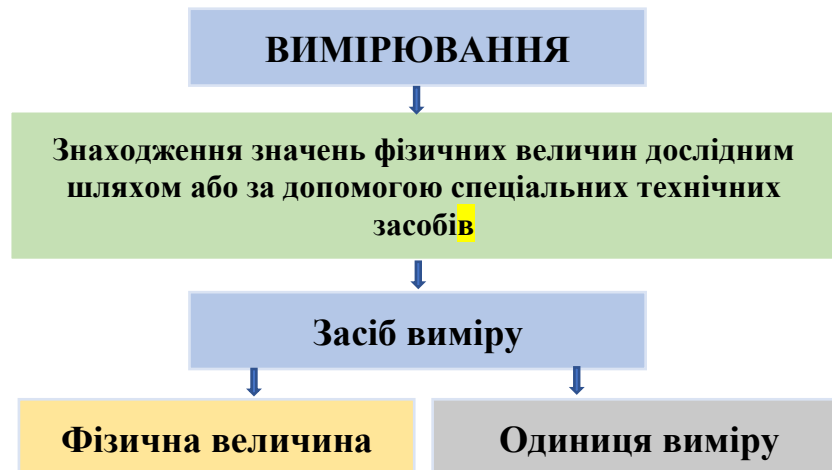 ВИМІРЮВАННЯ
Знаходження значень фізичних величин дослідним
шляхом або за допомогою спеціальних технічних
засобів
Засіб виміру
Фізична величина
Одиниця виміру